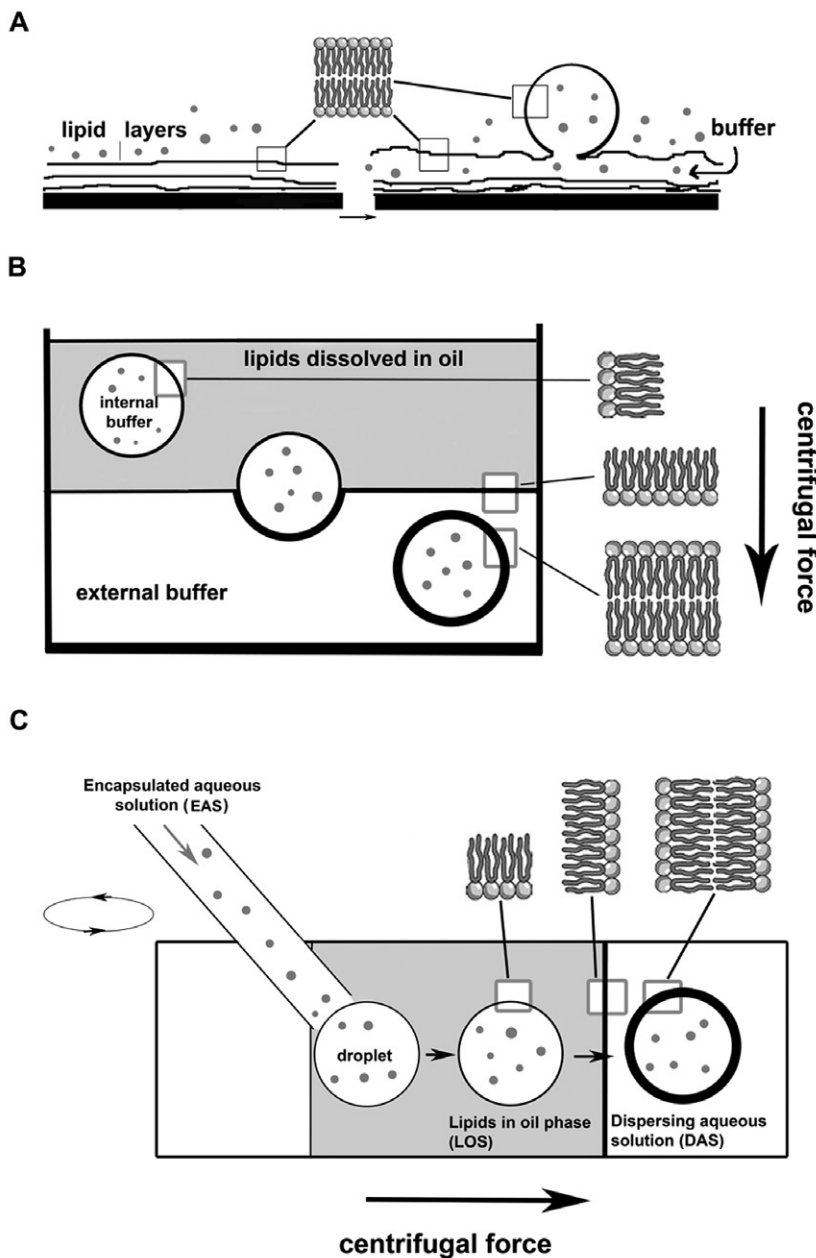 A
lipid layers
buffer
B
lipids dissolved in oil
internal
buffer
external buffer
centrifugal force
C
Encapsulated aqueous
solution (EAS)
droplet
Lipids in oil phase
(LOS)
Dispersing aqueous
solution (DAS)
centrifugal force